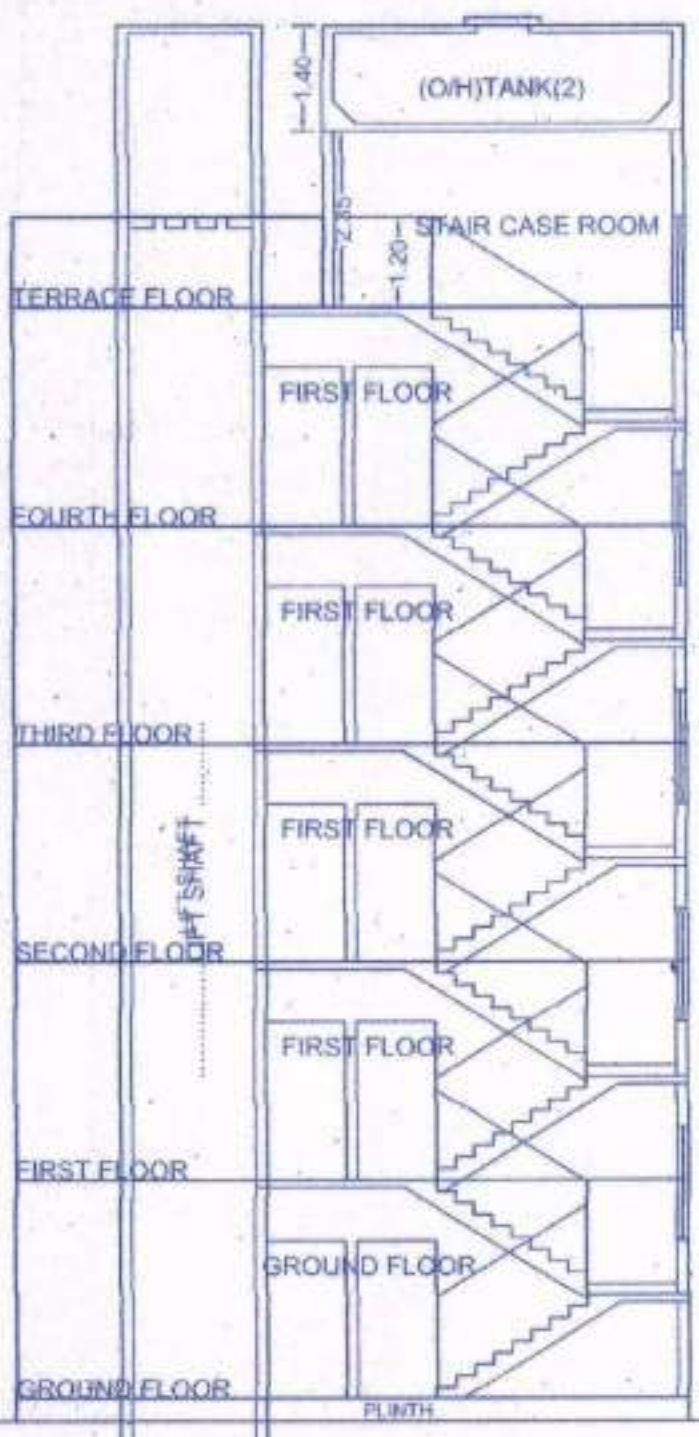 (O/H)TANK(2)
1.40
2.35
1.20
STAIR CASE ROOM
TERRACE FLOOR
FIRST FLOOR
FOURTH FLOOR
FIRST FLOOR
THIRD FLOOR
FIRST FLOOR
SHAFT
SECOND FLOOR
FIRST FLOOR
FIRST FLOOR
GROUND FLOOR
GROUND FLOOR
PLINTH